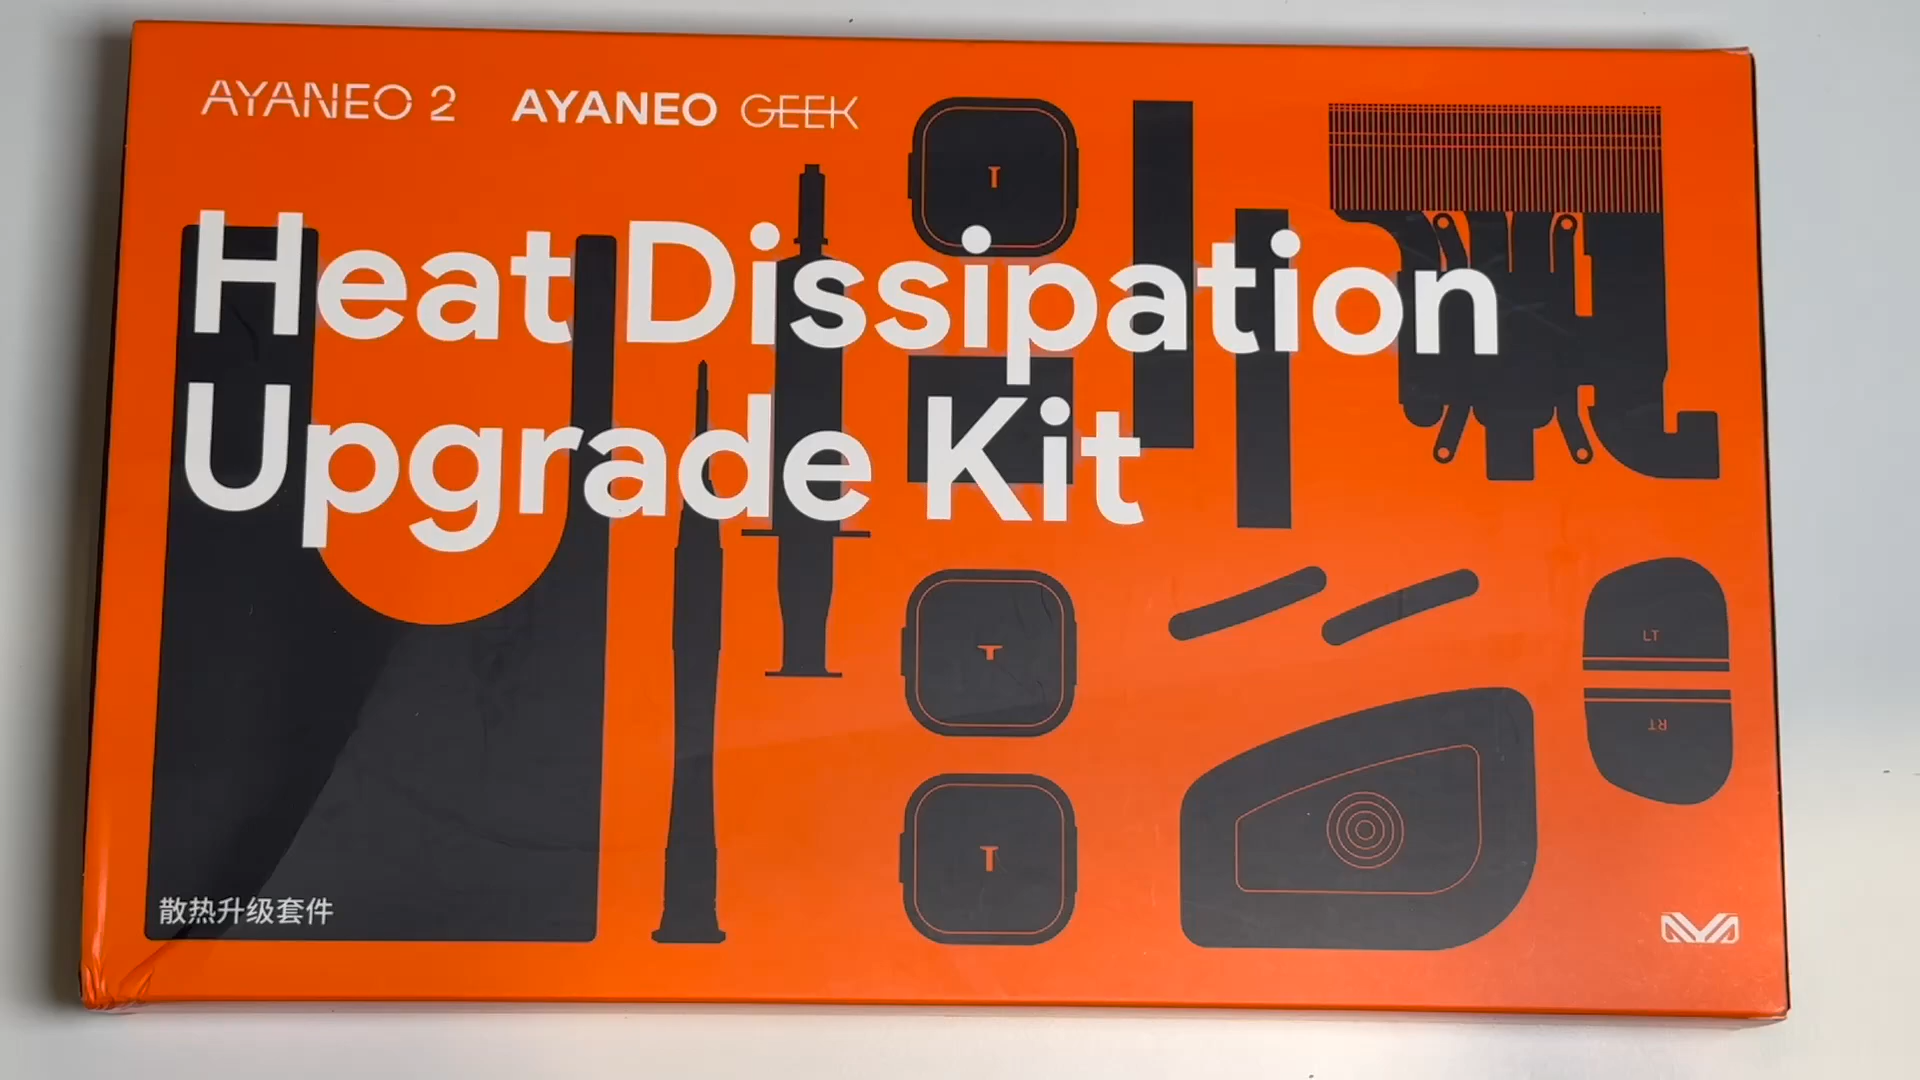 AYANEO 2 AYANEO GEEK
Heat Dissipation
Upgrade Kit
LT
RT
散热升级套件